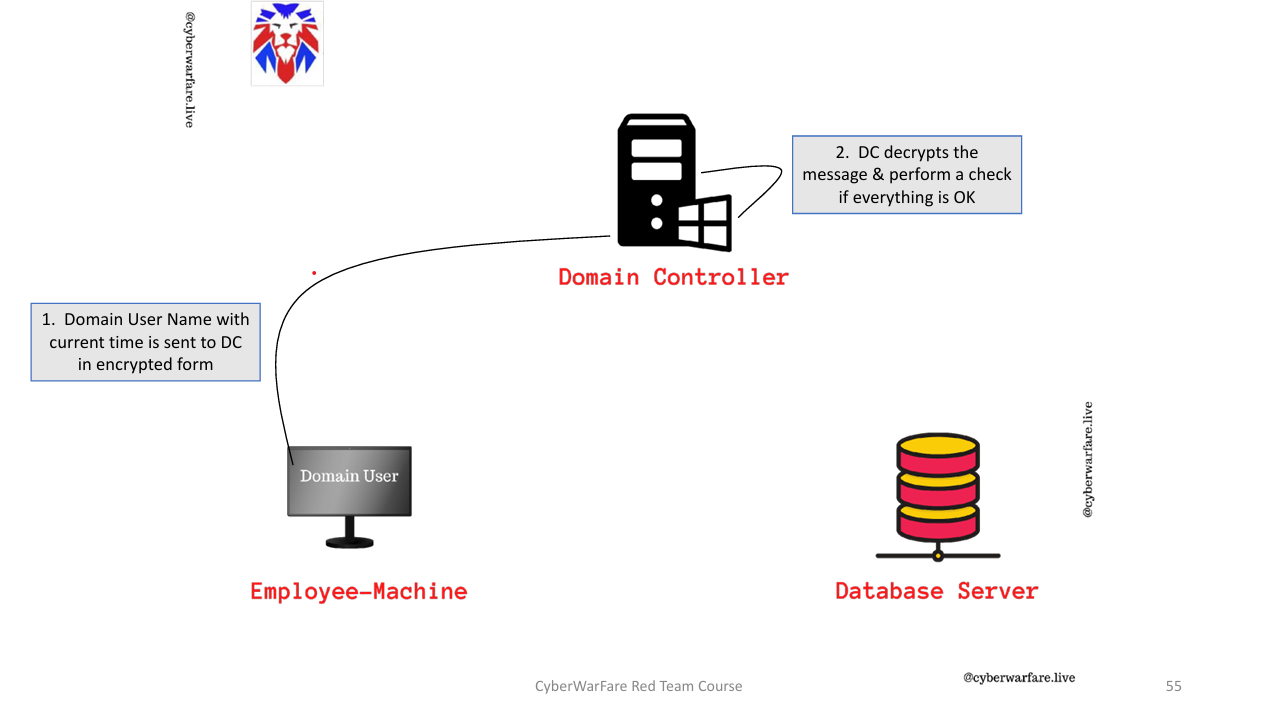 @cyberwarfare.live
2. DC decrypts the
message & perform a check
if everything is OK
Domain Controller
1. Domain User Name with
current time is sent to DC
in encrypted form
Domain User
@cyberwarfare.live
Employee-Machine
Database Server
CyberWarFare Red Team Course
@cyberwarfare.live
55